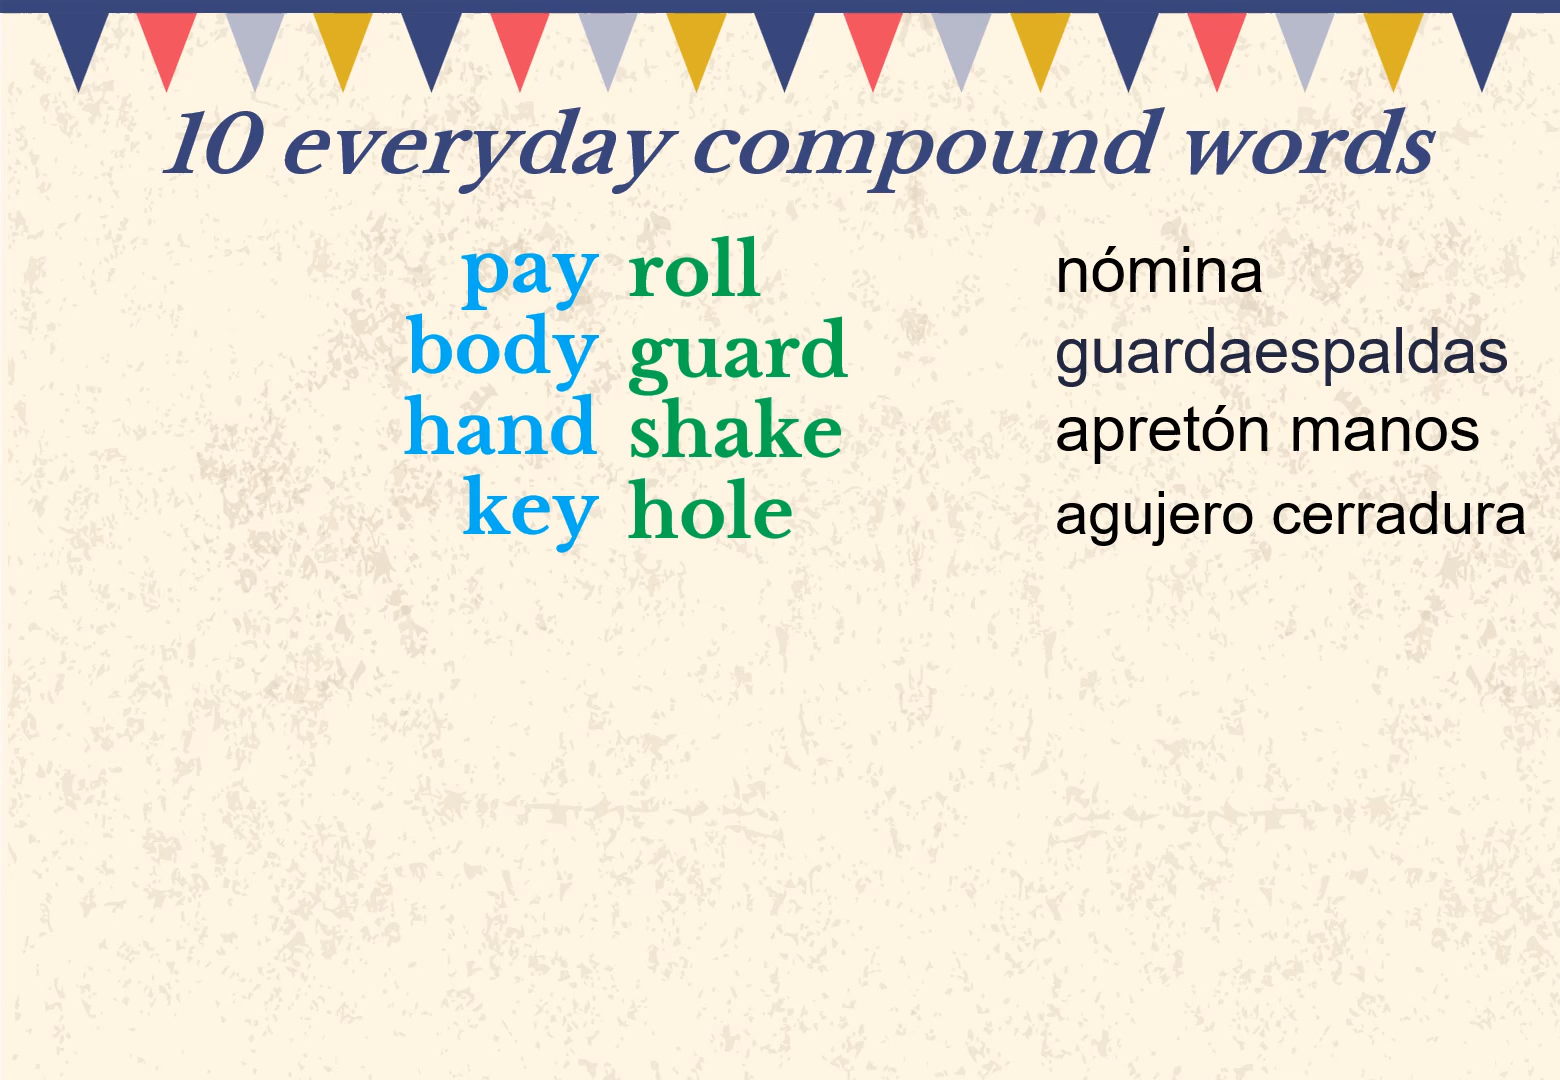 10 everyday compound words
pay roll nómina
body guard guardaespaldas
hand shake apretón manos
key hole agujero cerradura